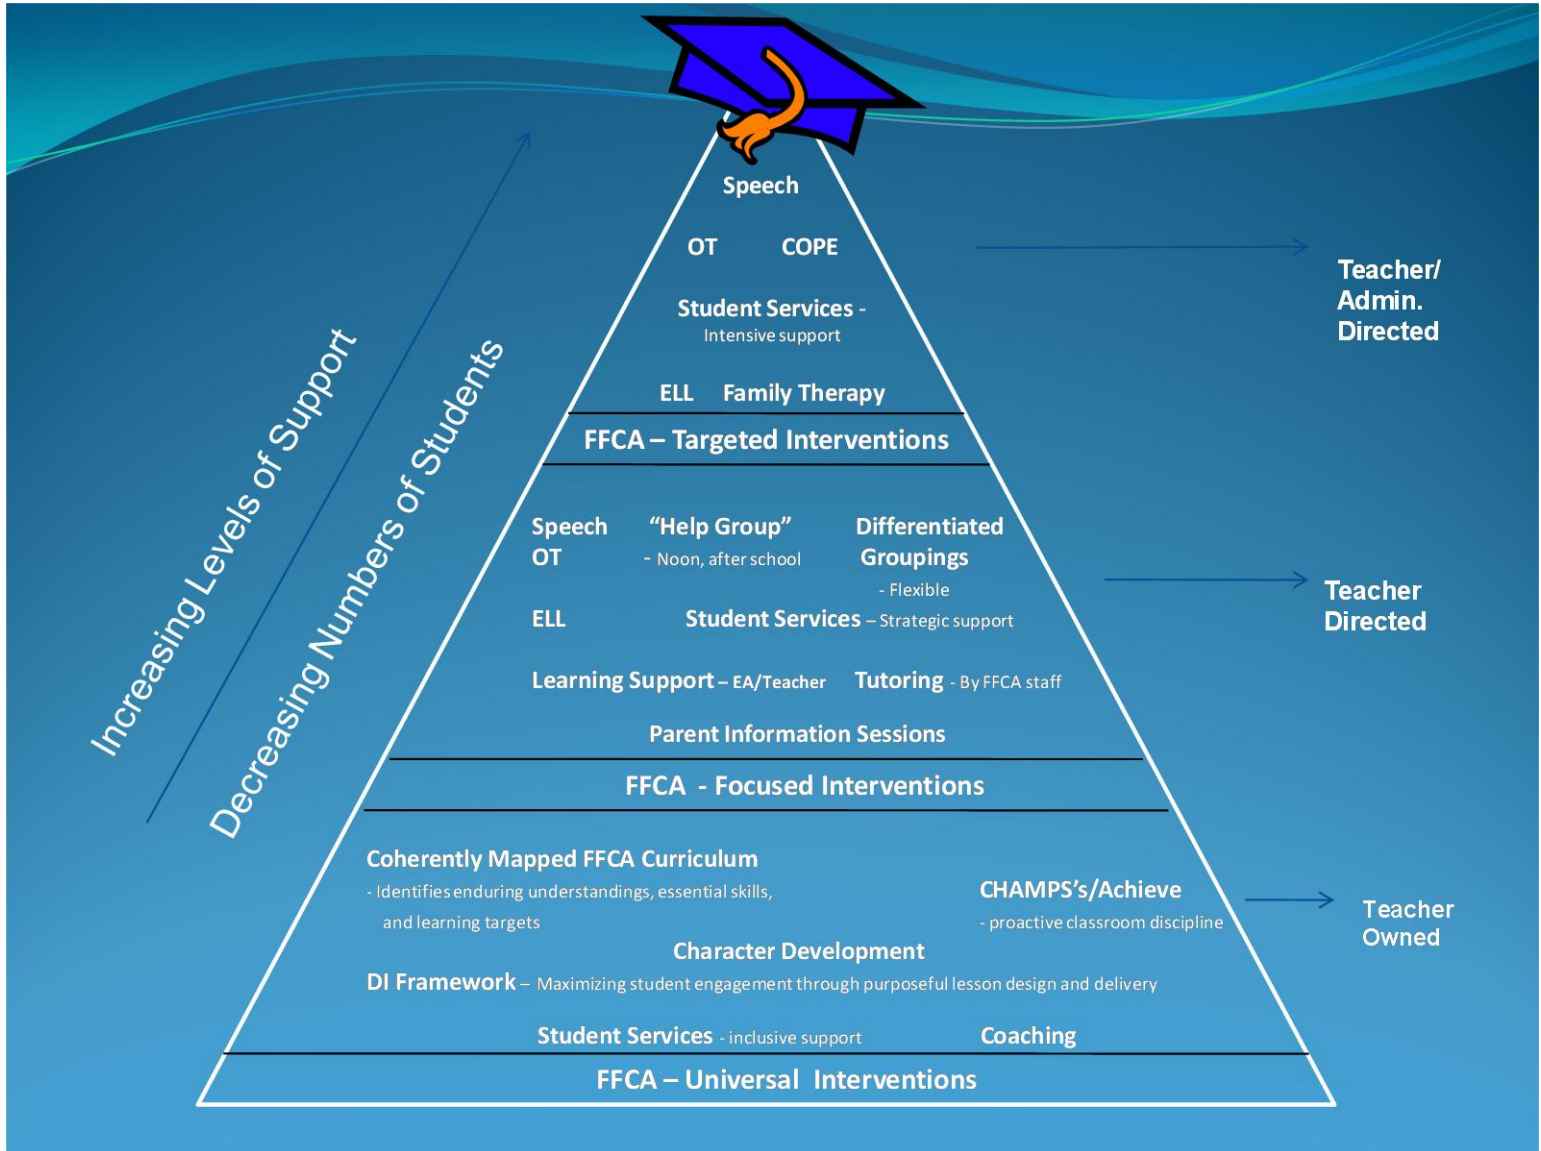 Speech
OT COPE
Teacher/
Admin.
Directed
Student Services -
Intensive support
ELL Family Therapy
FFCA – Targeted Interventions
Increasing Levels of Support
Decreasing Numbers of Students
Speech “Help Group” Differentiated
OT - Noon, after school Groupings
- Flexible
Teacher
Directed
ELL Student Services – Strategic support
Learning Support – EA/Teacher Tutoring - By FFCA staff
Parent Information Sessions
FFCA - Focused Interventions
Coherently Mapped FFCA Curriculum
- Identifies enduring understandings, essential skills,
and learning targets
CHAMPS's/Achieve
- proactive classroom discipline
Teacher
Owned
Character Development
DI Framework – Maximizing student engagement through purposeful lesson design and delivery
Student Services - inclusive support Coaching
FFCA – Universal Interventions